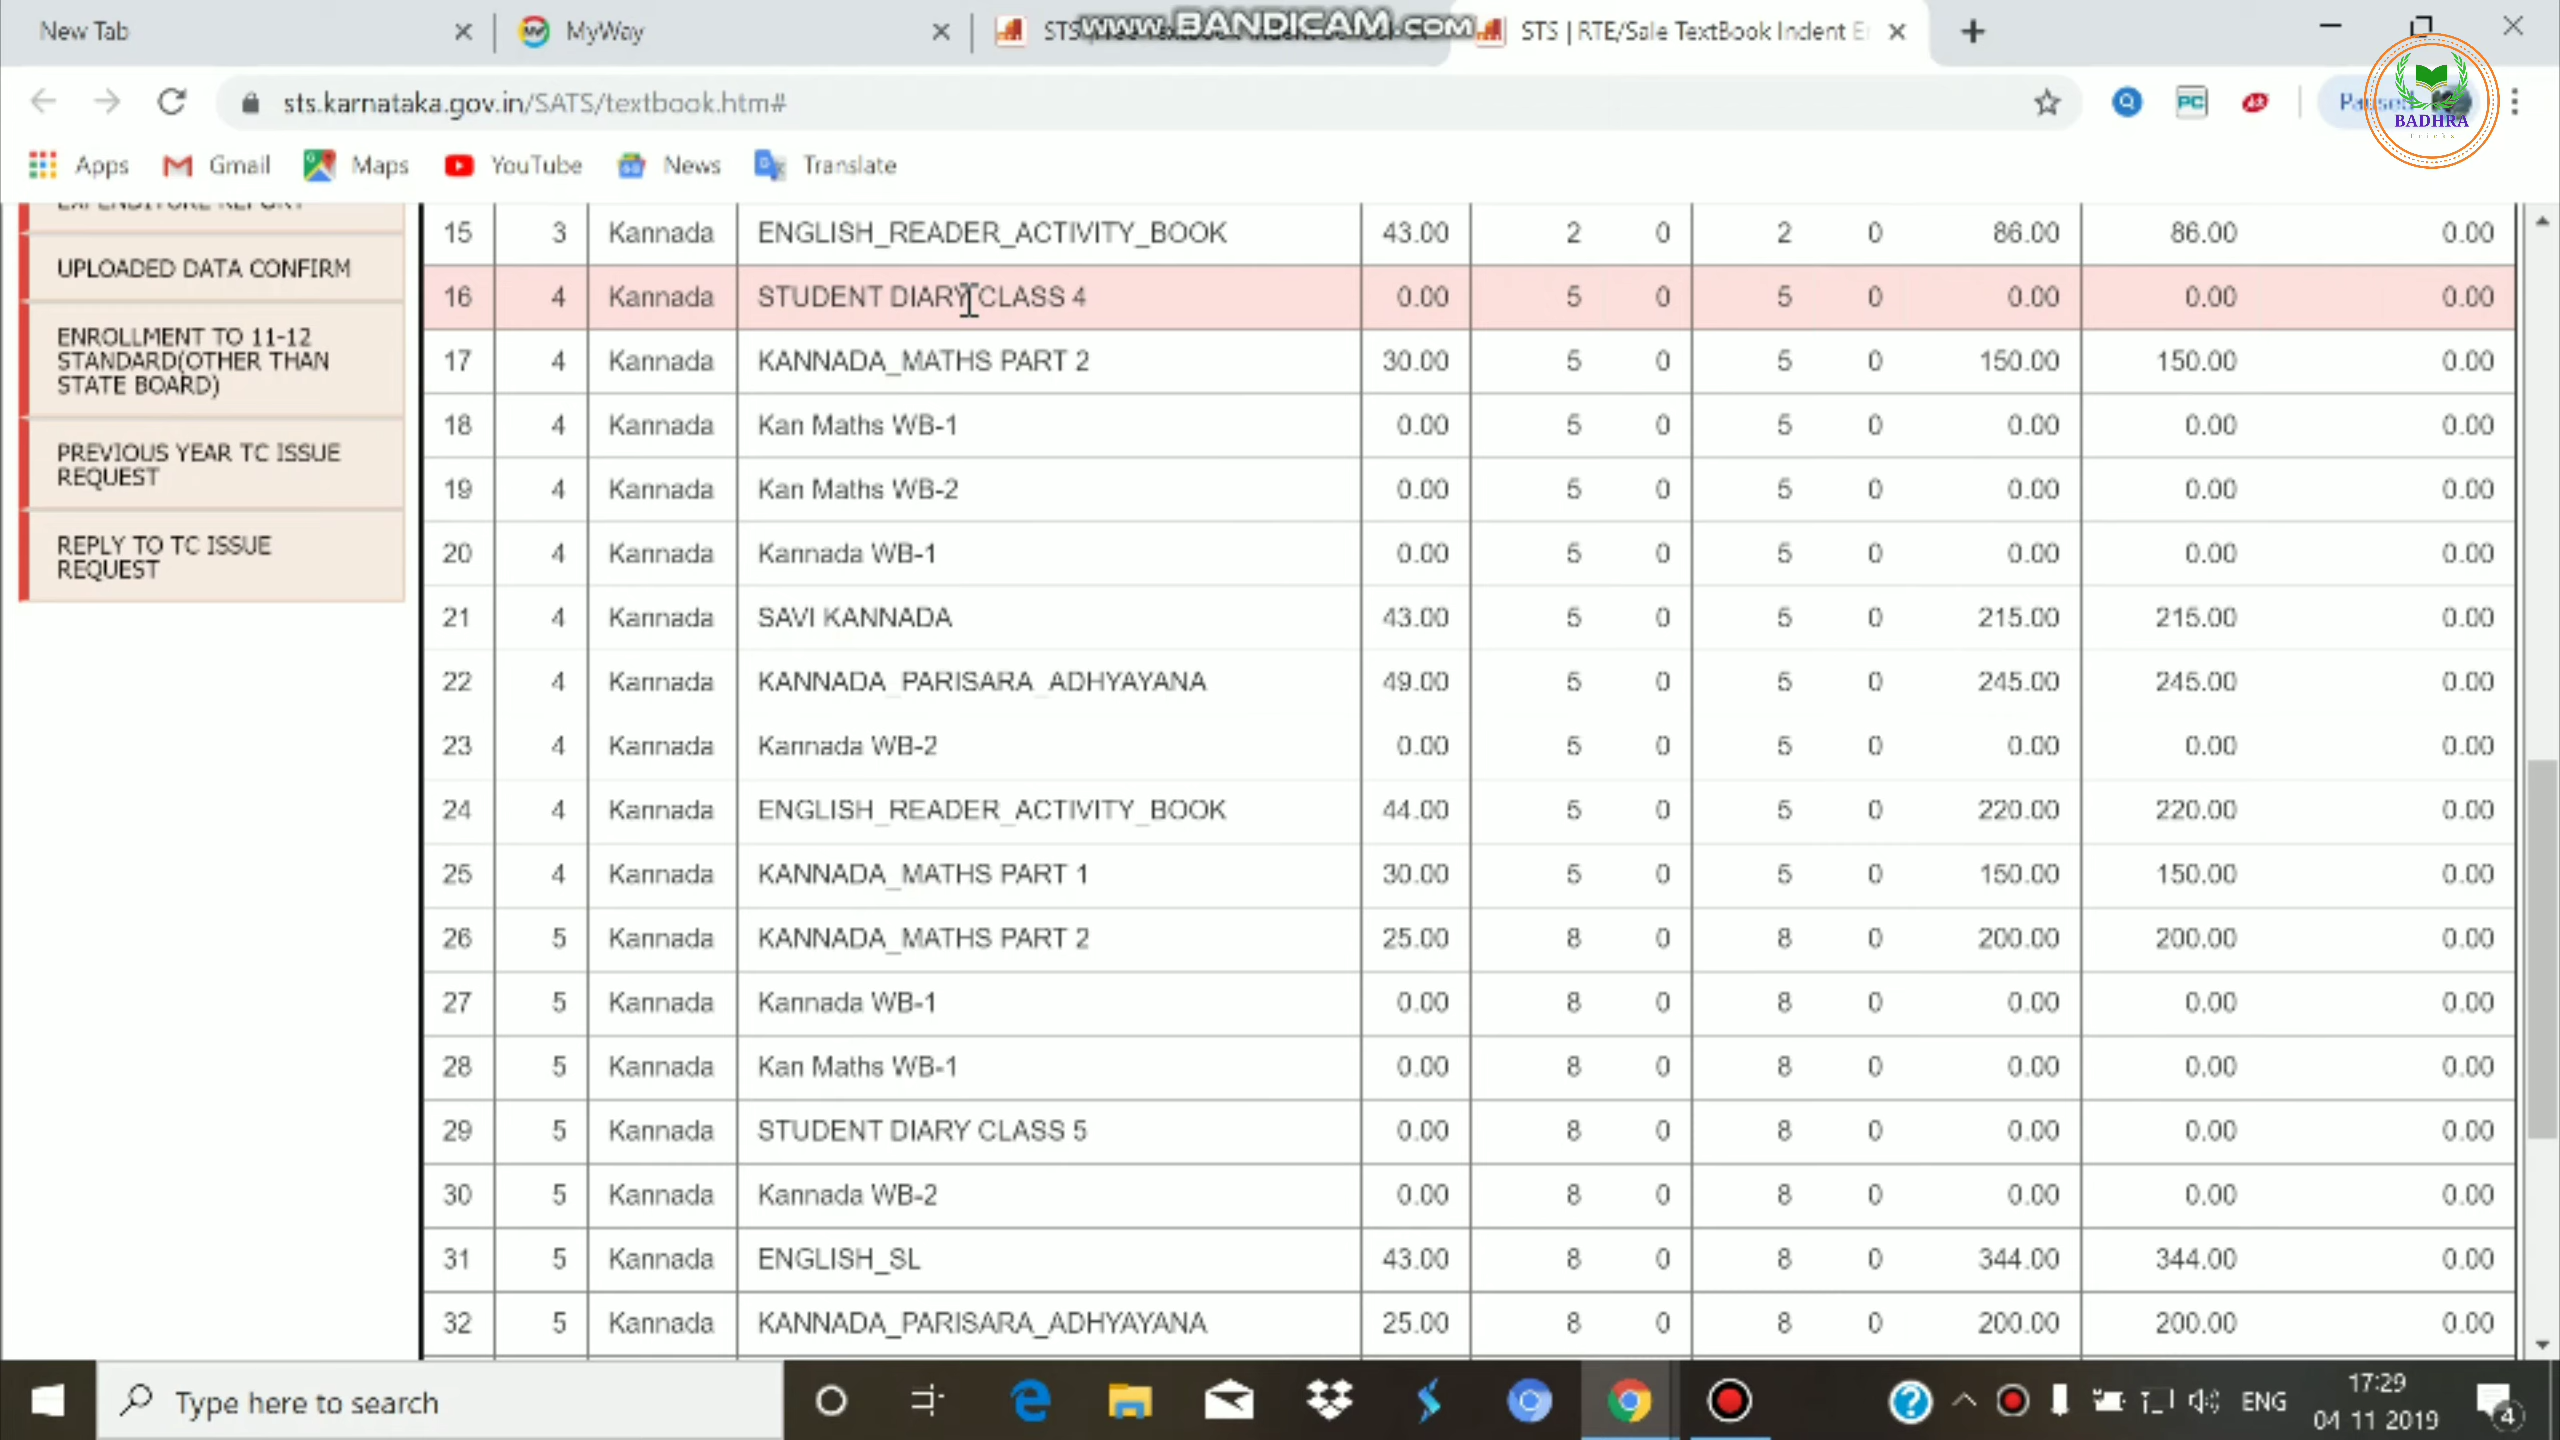 New Tab
MyWay
www.BANDICAM.com
STS | RTE/Sale TextBook Indent E
sts.karnataka.gov.in/SATS/textbook.htm#
BADHRA
Apps
Gmail
Maps
YouTube
News
Translate
EXPENDITURE REPORT
UPLOADED DATA CONFIRM
ENROLLMENT TO 11-12
STANDARD(OTHER THAN
STATE BOARD)
PREVIOUS YEAR TC ISSUE
REQUEST
REPLY TO TC ISSUE
REQUEST
15 3 Kannada ENGLISH_READER_ACTIVITY_BOOK 43.00 2 0 2 0 86.00 86.00 0.00
16 4 Kannada STUDENT DIARY CLASS 4 0.00 5 0 5 0 0.00 0.00 0.00
17 4 Kannada KANNADA_MATHS PART 2 30.00 5 0 5 0 150.00 150.00 0.00
18 4 Kannada Kan Maths WB-1 0.00 5 0 5 0 0.00 0.00 0.00
19 4 Kannada Kan Maths WB-2 0.00 5 0 5 0 0.00 0.00 0.00
20 4 Kannada Kannada WB-1 0.00 5 0 5 0 0.00 0.00 0.00
21 4 Kannada SAVI KANNADA 43.00 5 0 5 0 215.00 215.00 0.00
22 4 Kannada KANNADA_PARISARA_ADHYAYANA 49.00 5 0 5 0 245.00 245.00 0.00
23 4 Kannada Kannada WB-2 0.00 5 0 5 0 0.00 0.00 0.00
24 4 Kannada ENGLISH_READER_ACTIVITY_BOOK 44.00 5 0 5 0 220.00 220.00 0.00
25 4 Kannada KANNADA_MATHS PART 1 30.00 5 0 5 0 150.00 150.00 0.00
26 5 Kannada KANNADA_MATHS PART 2 25.00 8 0 8 0 200.00 200.00 0.00
27 5 Kannada Kannada WB-1 0.00 8 0 8 0 0.00 0.00 0.00
28 5 Kannada Kan Maths WB-1 0.00 8 0 8 0 0.00 0.00 0.00
29 5 Kannada STUDENT DIARY CLASS 5 0.00 8 0 8 0 0.00 0.00 0.00
30 5 Kannada Kannada WB-2 0.00 8 0 8 0 0.00 0.00 0.00
31 5 Kannada ENGLISH_SL 43.00 8 0 8 0 344.00 344.00 0.00
32 5 Kannada KANNADA_PARISARA_ADHYAYANA 25.00 8 0 8 0 200.00 200.00 0.00
Type here to search
ENG
17:29
04 11 2019
4